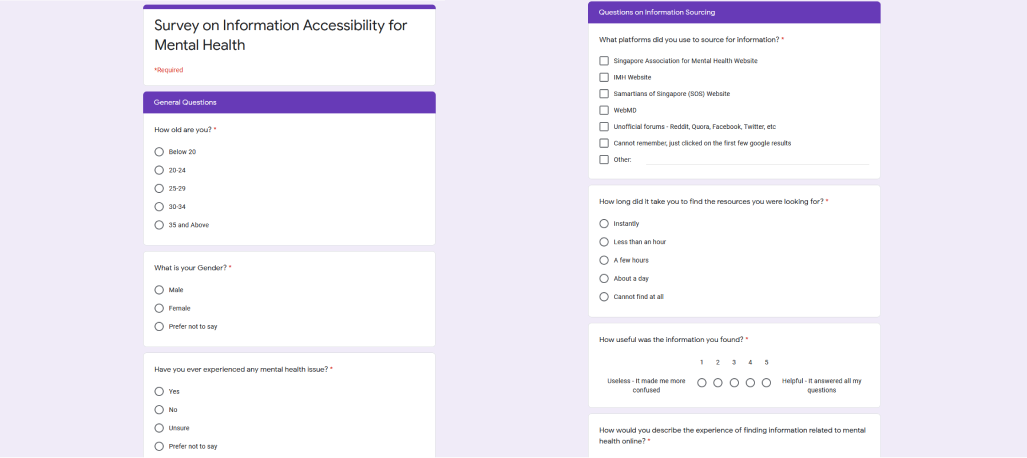 Survey on Information Accessibility for
Mental Health
*Required
General Questions
How old are you? *
Below 20
20-24
25-29
30-34
35 and Above
What is your Gender? *
Male
Female
Prefer not to say
Have you ever experienced any mental health issue? *
Yes
No
Unsure
Prefer not to say
Questions on Information Sourcing
What platforms did you use to source for information? *
Singapore Association for Mental Health Website
IMH Website
Samartians of Singapore (SOS) Website
WebMD
Unofficial forums - Reddit, Quora, Facebook, Twitter, etc
Cannot remember, just clicked on the first few google results
Other:
How long did it take you to find the resources you were looking for? *
Instantly
Less than an hour
A few hours
About a day
Cannot find at all
How useful was the information you found? *
1 2 3 4 5
Useless - It made me more
confused
Helpful - It answered all my
questions
How would you describe the experience of finding information related to mental
health online? *